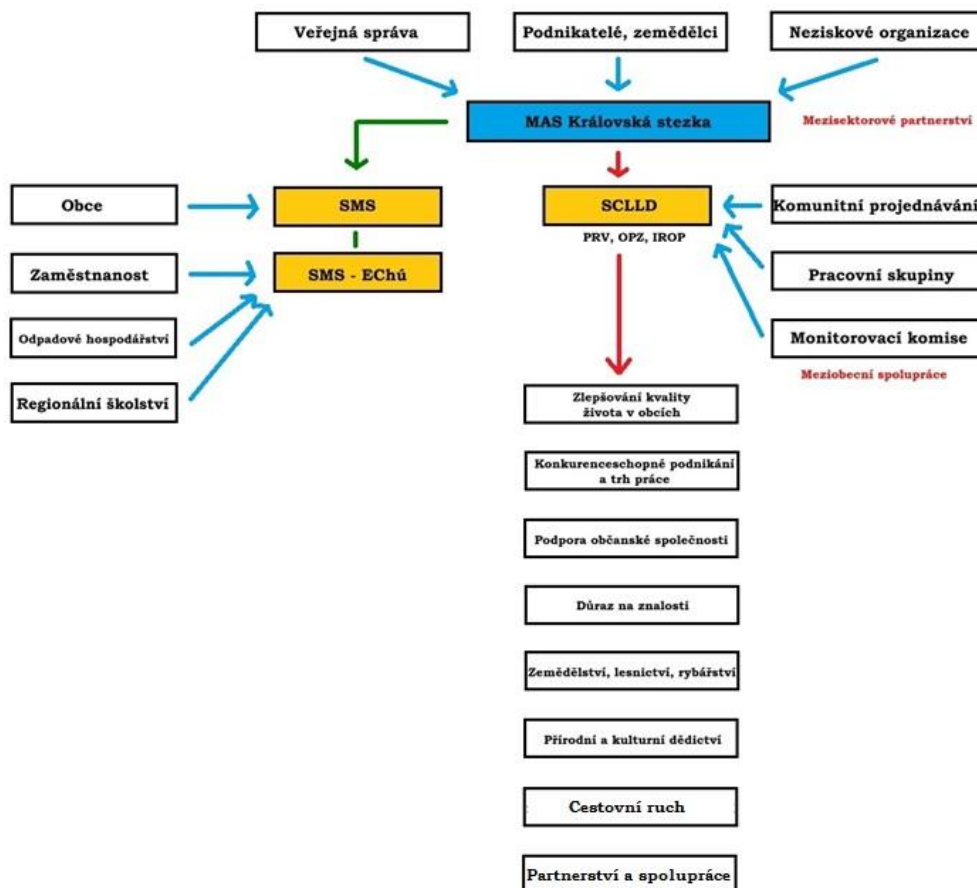 Veřejná správa
Podnikatelé, zemědělci
Neziskové organizace
MAS Královská stezka
Mezisektorové partnerství
Obce
SMS
SCLLD
Komunitní projednávání
PRV, OPZ, IROP
Zaměstnanost
SMS - EChů
Pracovní skupiny
Odpadové hospodářství
Monitorovací komise
Meziobecní spolupráce
Regionální školství
Zlepšování kvality
života v obcích
Konkurenceschopné podnikání
a trh práce
Podpora občanské společnosti
Důraz na znalosti
Zemědělství, lesnictví, rybářství
Přírodní a kulturní dědictví
Cestovní ruch
Partnerství a spolupráce